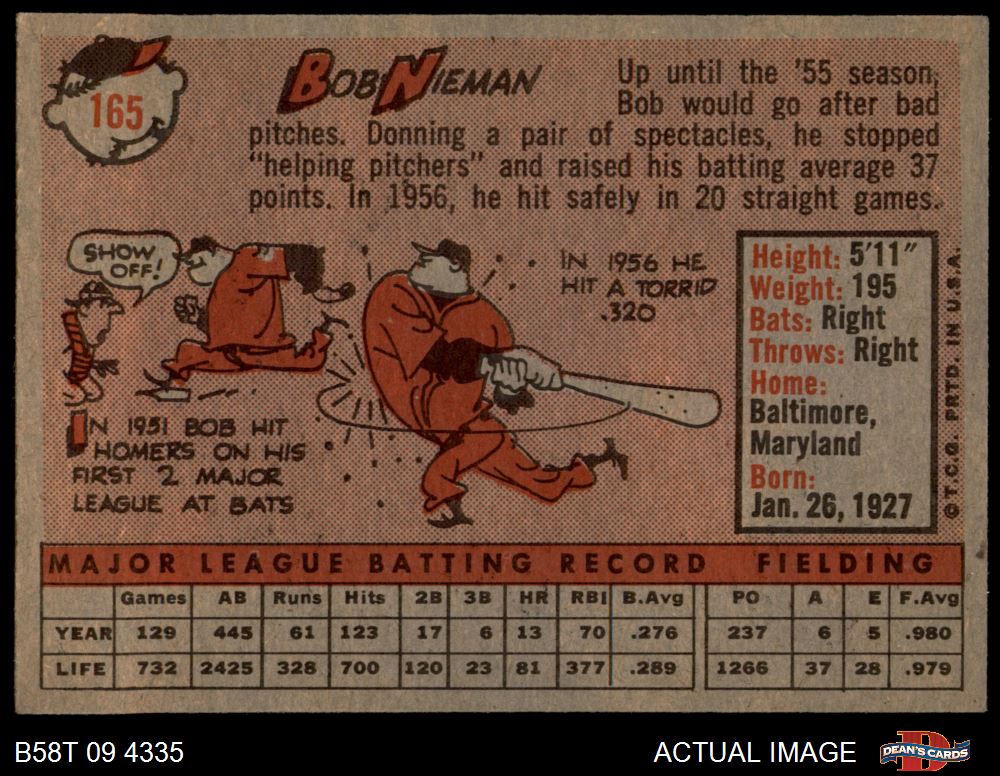 165
BOB NIEMAN
Up until the '55 season,
Bob would go after bad
pitches. Donning a pair of spectacles, he stopped
"helping pitchers" and raised his batting average 37
points. In 1956, he hit safely in 20 straight games.
SHOW
OFF!
IN 1951 BOB HIT
HOMERS ON HIS
FIRST 2 MAJOR
LEAGUE AT BATS
IN 1956 HE
HIT A TORRID
.320
Height: 5'11"
Weight: 195
Bats: Right
Throws: Right
Home:
Baltimore,
Maryland
Born:
Jan. 26, 1927
© T.C.G. PRTD. IN U.S.A.
MAJOR LEAGUE BATTING RECORD FIELDING
Games AB Runs Hits 2B 3B HR RBI B.Avg PO A E F.Avg
YEAR 129 445 61 123 17 6 13 70 .276 237 6 5 .980
LIFE 732 2425 328 700 120 23 81 377 .289 1266 37 28 .979
B58T 09 4335
ACTUAL IMAGE
DEAN'S CARDS